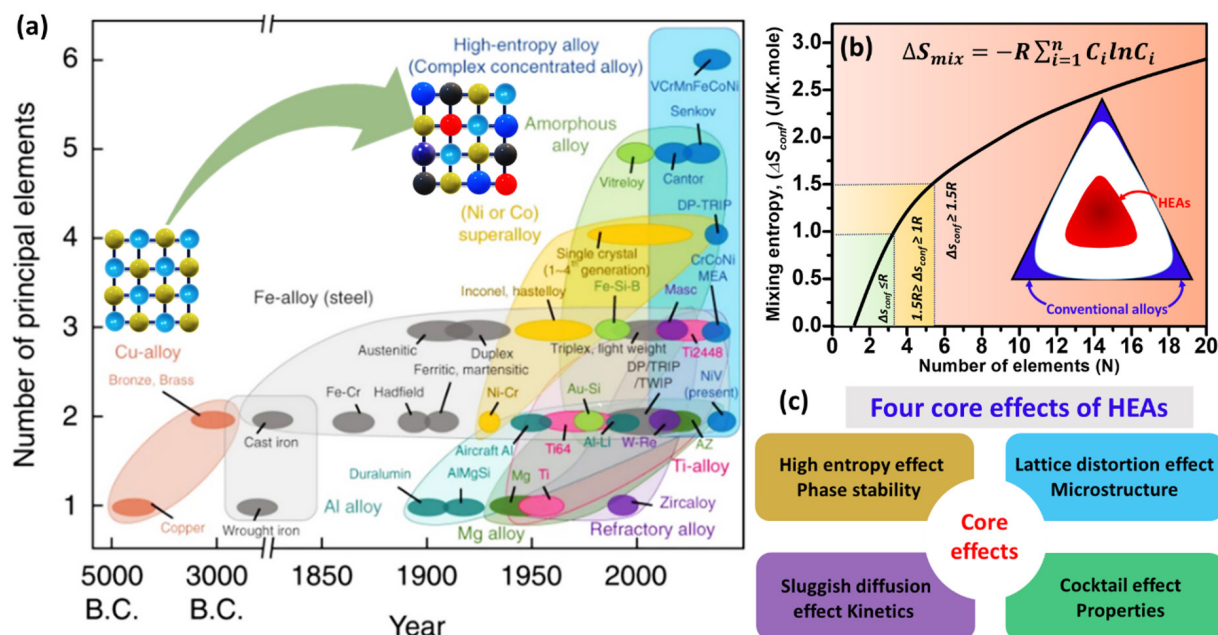 (a)
Number of principal elements
6
5
4
3
2
1
High-entropy alloy
(Complex concentrated alloy)
VCrMnFeCoNi
Senkov
Amorphous
alloy
Vitreloy
Cantor
DP-TRIP
(Ni or Co)
superalloy
Single crystal
(1~4th generation)
CrCoNi
MEA
Inconel, hastelloy
Fe-Si-B
Masc
Fe-alloy (steel)
Austenitic
Duplex
Triplex, light weight
Ti2448
Cu-alloy
Bronze, Brass
Ferritic, martensitic
DP/TRIP
/TWIP
NiV
(present)
Fe-Cr
Hadfield
Ni-Cr
Au-Si
Cast iron
Aircraft Al
Ti64
Al-Li
W-Re
AZ
Duralumin
AlMgSi
Mg
Ti
Ti-alloy
Zircaloy
Copper
Wrought iron
Al alloy
Mg alloy
Refractory alloy
5000
B.C.
3000
B.C.
1850
1900
1950
2000
Year
(b)
ΔSmix = −R ∑ⁿᵢ₌₁ CᵢlnCᵢ
Mixing entropy, (ΔSconf) (J/K.mole)
3.0
2.5
2.0
1.5
1.0
0.5
0.0
Δsconf ≤R
1.5R≥ Δsconf ≥ 1R
Δsconf ≥ 1.5R
HEAs
Conventional alloys
0 2 4 6 8 10 12 14 16 18 20
Number of elements (N)
(c)
Four core effects of HEAs
High entropy effect
Phase stability
Lattice distortion effect
Microstructure
Core
effects
Sluggish diffusion
effect Kinetics
Cocktail effect
Properties